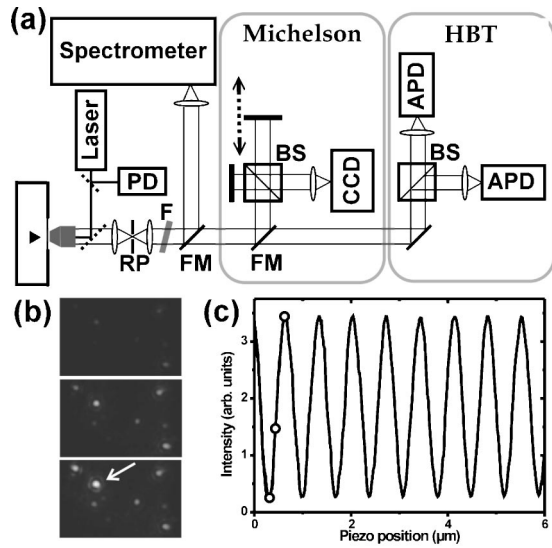 (a)
Michelson
HBT
Spectrometer
Laser
PD
F
RP
FM
FM
BS
CCD
APD
BS
APD
(b)
(c)
Intensity (arb. units)
3
2
1
0
0
2
4
6
Piezo position (µm)